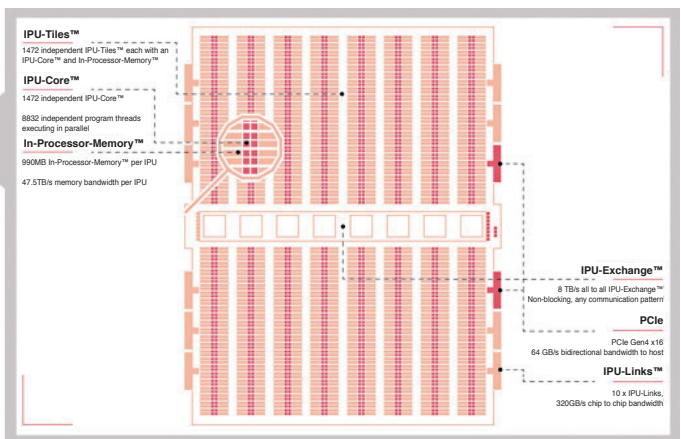 IPU-Tiles™
1472 independent IPU-Tiles™ each with an
IPU-Core™ and In-Processor-Memory™
IPU-Core™
1472 independent IPU-Core™
8832 independent program threads
executing in parallel
In-Processor-Memory™
990MB In-Processor-Memory™ per IPU
47.5TB/s memory bandwidth per IPU
IPU-Exchange™
8 TB/s all to all IPU-Exchange™
Non-blocking, any communication pattern
PCIe
PCIe Gen4 x16
64 GB/s bidirectional bandwidth to host
IPU-Links™
10 x IPU-Links,
320GB/s chip to chip bandwidth